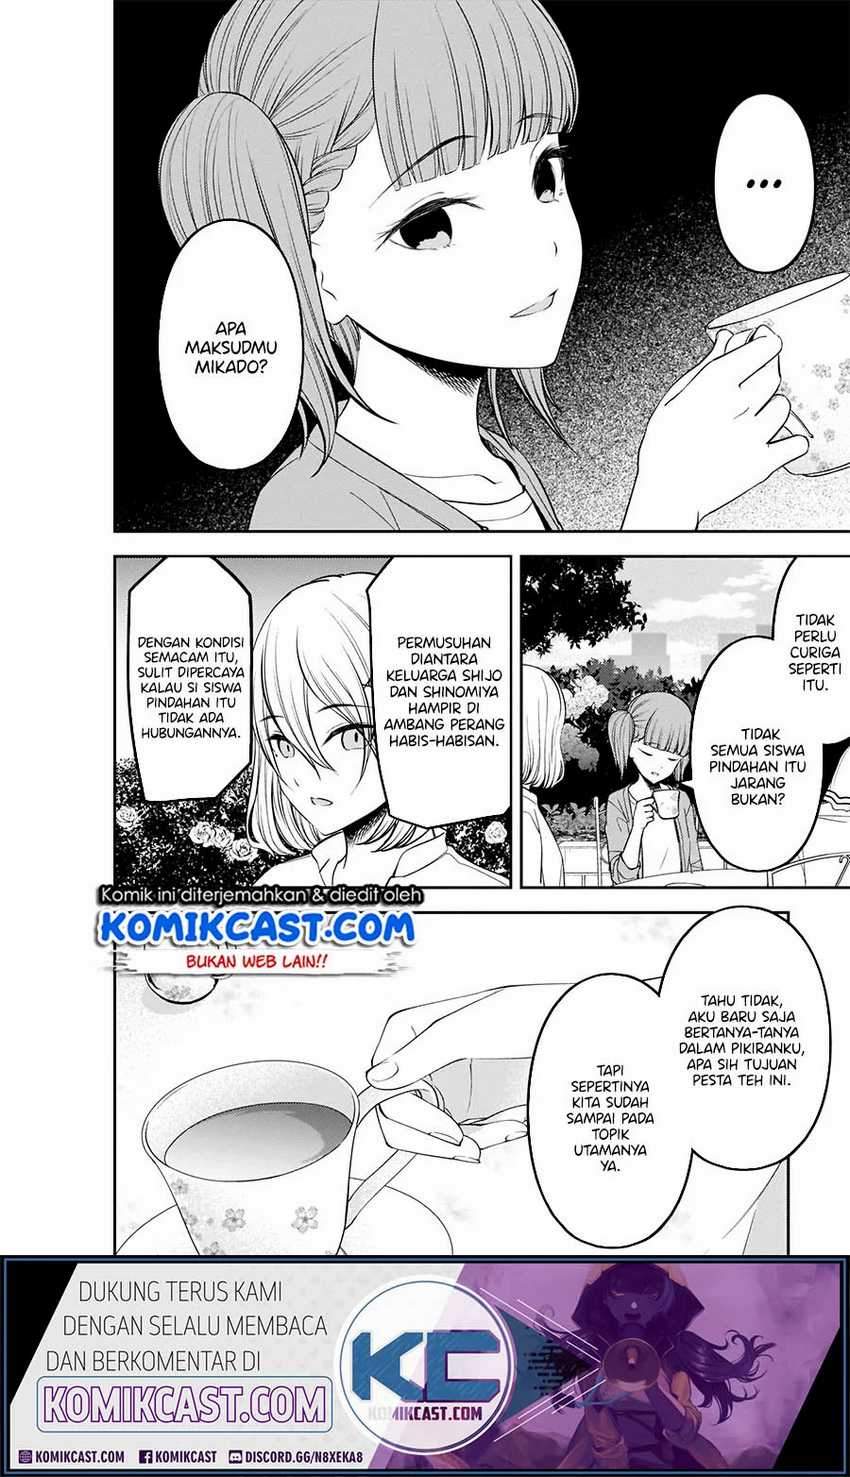 ...
APA
MAKSUDMU
MIKADO?
TIDAK
PERLU
CURIGA
SEPERTI
ITU.
TIDAK
SEMUA SISWA
PINDAHAN ITU
JARANG
BUKAN?
PERMUSUHAN
DIANTARA
KELUARGA SHIJO
DAN SHINOMIYA
HAMPIR DI
AMBANG PERANG
HABIS-HABISAN.
DENGAN KONDISI
SEMACAM ITU,
SULIT DIPERCAYA
KALAU SI SISWA
PINDAHAN ITU
TIDAK ADA
HUBUNGANNYA.
Komik ini diterjemahkan & diedit oleh
KOMIKCAST.COM
BUKAN WEB LAIN!!
TAHU TIDAK,
AKU BARU SAJA
BERTANYA-TANYA
DALAM PIKIRANKU,
APA SIH TUJUAN
PESTA TEH INI.
TAPI
SEPERTINYA
KITA SUDAH
SAMPAI PADA
TOPIK
UTAMANYA
YA.
DUKUNG TERUS KAMI
DENGAN SELALU MEMBACA
DAN BERKOMENTAR DI
KOMIKCAST.COM
KC
KOMIKCAST.COM
KOMIKCAST.COM
KOMIKCAST
DISCORD.GG/N8XEKA8